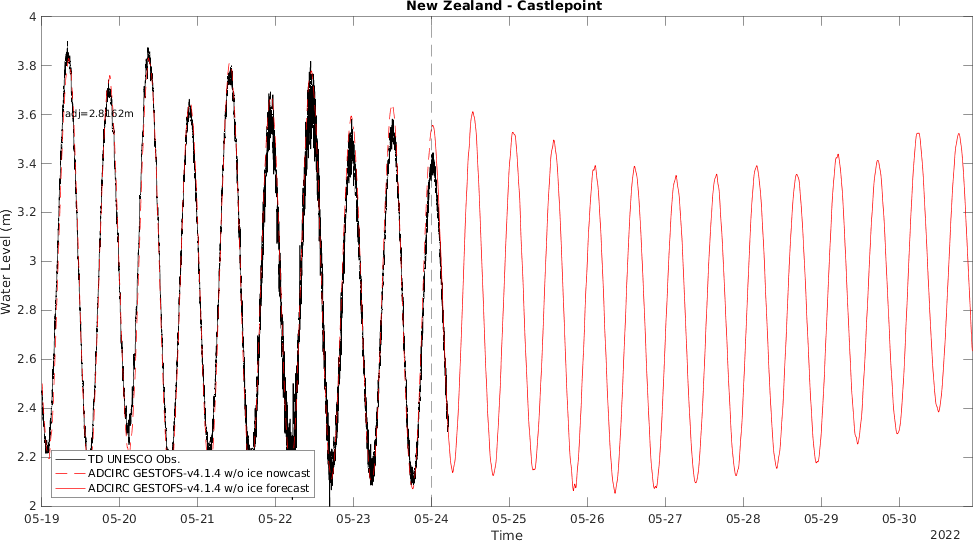 New Zealand - Castlepoint
4
3.8
3.6
3.4
3.2
3
2.8
2.6
2.4
2.2
2
Water Level (m)
adj=2.8162m
TD UNESCO Obs.
ADCIRC GESTOFS-v4.1.4 w/o ice nowcast
ADCIRC GESTOFS-v4.1.4 w/o ice forecast
05-19 05-20 05-21 05-22 05-23 05-24 05-25 05-26 05-27 05-28 05-29 05-30
Time
2022